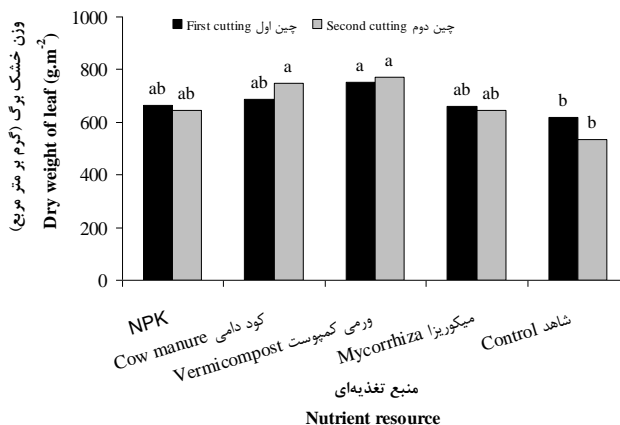 وزن خشک برگ (گرم بر متر مربع)
Dry weight of leaf (g.m-2)
1000
800
600
400
200
0
First cutting چین اول
Second cutting چین دوم
ab ab
ab a
a a
ab ab
b b
NPK
Cow manure کود دامی
Vermicompost ورمی کمپوست
Mycorrhiza میکوریزا
Control شاهد
منبع تغذیه‌ای
Nutrient resource